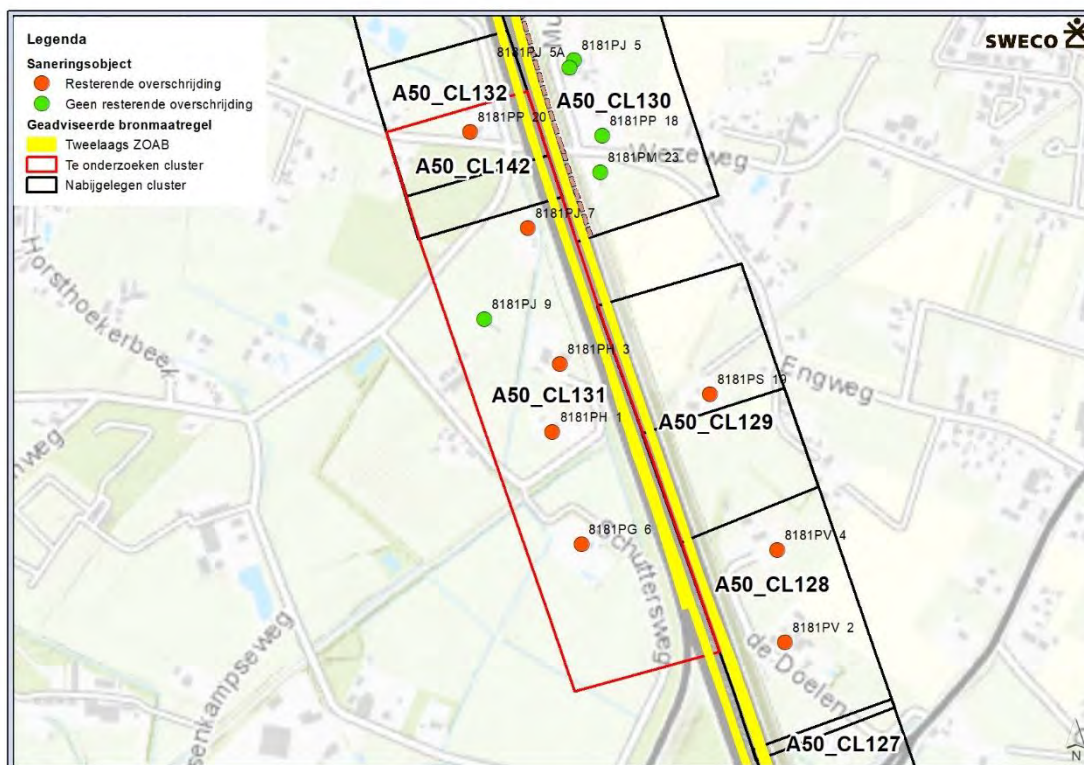 Legenda
Saneringsobject
Resterende overschrijding
Geen resterende overschrijding
Geadviseerde bronmaatregel
Tweelaags ZOAB
Te onderzoeken cluster
Nabijgelegen cluster
SWECO
8181PJ 5A
8181PJ 5
A50_CL132
A50_CL130
8181PP 20
8181PP 18
Wezeweg
A50_CL142
8181PM 23
8181PJ 7
Horsthoekerbeek
8181PJ 9
8181PH 3
Engweg
8181PS 19
A50_CL131
8181PH 1
A50_CL129
8181PG 6
Schuttersweg
8181PV 4
A50_CL128
8181PV 2
de Doelen
senkampseweg
A50_CL127
N